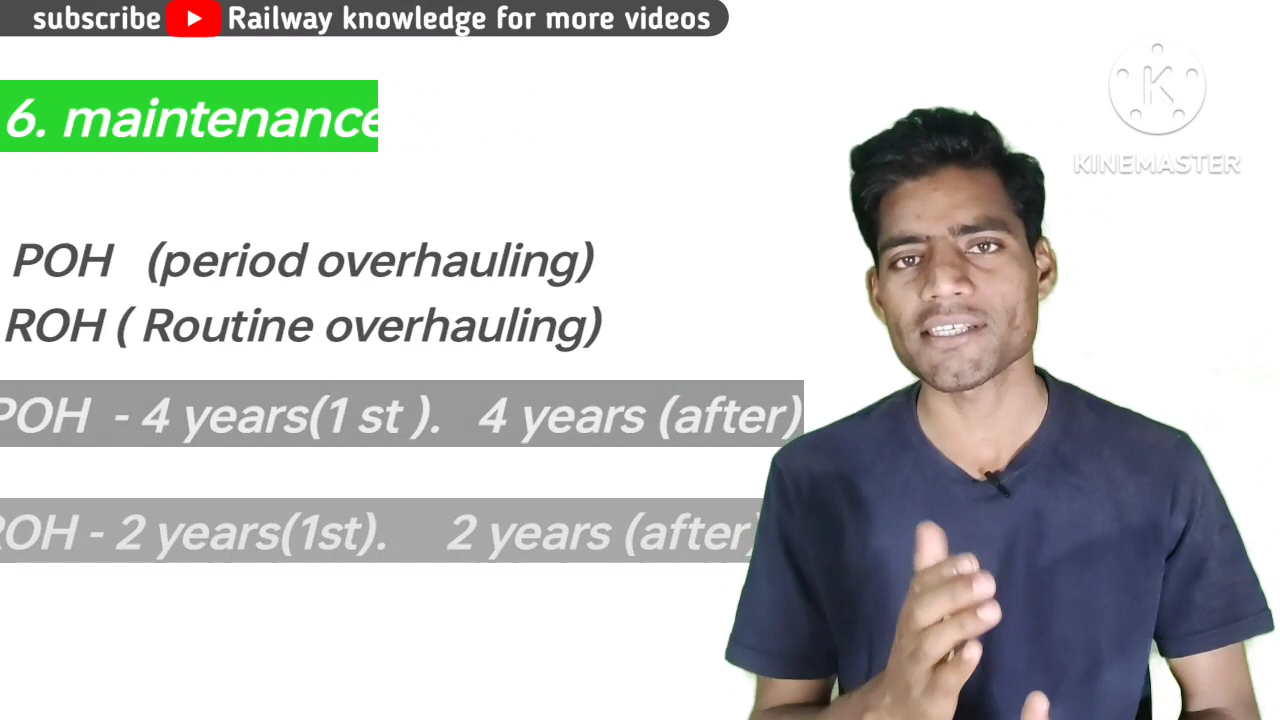 subscribe Railway knowledge for more videos
6. maintenance
KINEMASTER
POH (period overhauling)
ROH ( Routine overhauling)
POH - 4 years(1 st ). 4 years (after)
ROH - 2 years(1st). 2 years (after)